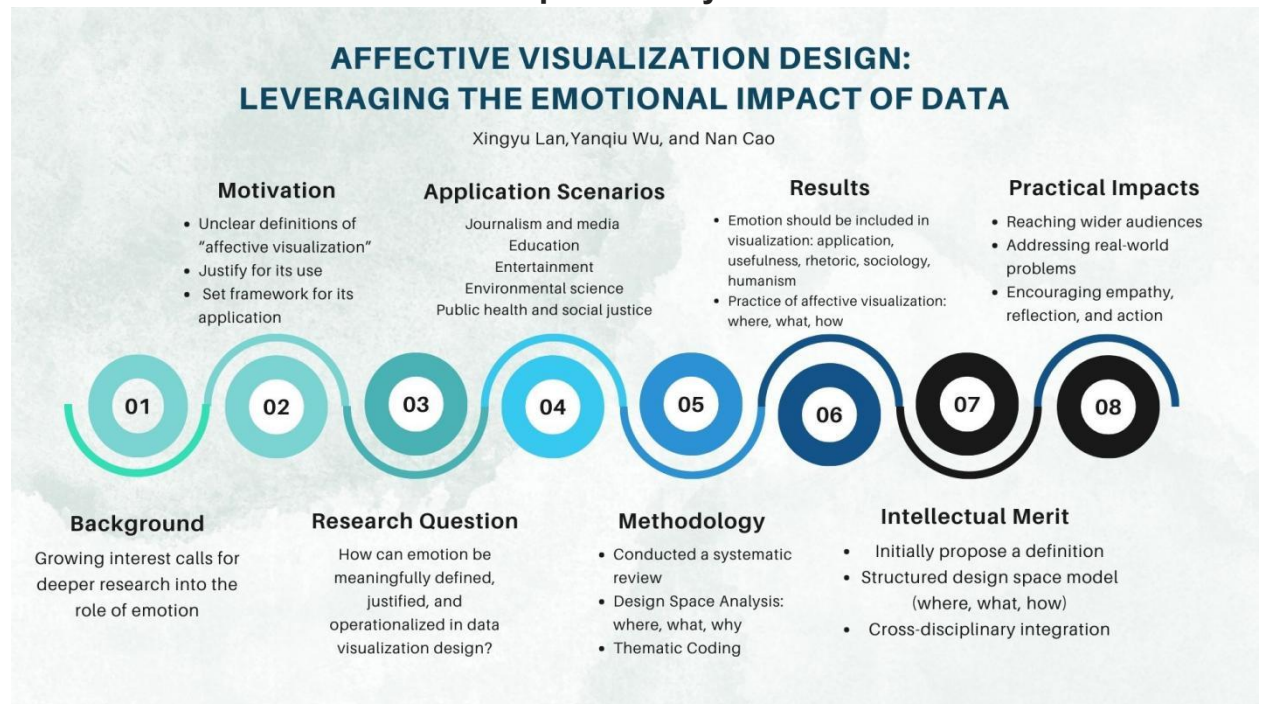 AFFECTIVE VISUALIZATION DESIGN:
LEVERAGING THE EMOTIONAL IMPACT OF DATA
Xingyu Lan,Yanqiu Wu, and Nan Cao
Motivation
• Unclear definitions of
“affective visualization”
• Justify for its use
• Set framework for its
application
Application Scenarios
Journalism and media
Education
Entertainment
Environmental science
Public health and social justice
Results
• Emotion should be included in
visualization: application,
usefulness, rhetoric, sociology,
humanism
• Practice of affective visualization:
where, what, how
Practical Impacts
• Reaching wider audiences
• Addressing real-world
problems
• Encouraging empathy,
reflection, and action
01
02
03
04
05
06
07
08
Background
Growing interest calls for
deeper research into the
role of emotion
Research Question
How can emotion be
meaningfully defined,
justified, and
operationalized in data
visualization design?
Methodology
• Conducted a systematic
review
• Design Space Analysis:
where, what, why
• Thematic Coding
Intellectual Merit
• Initially propose a definition
• Structured design space model
(where, what, how)
• Cross-disciplinary integration